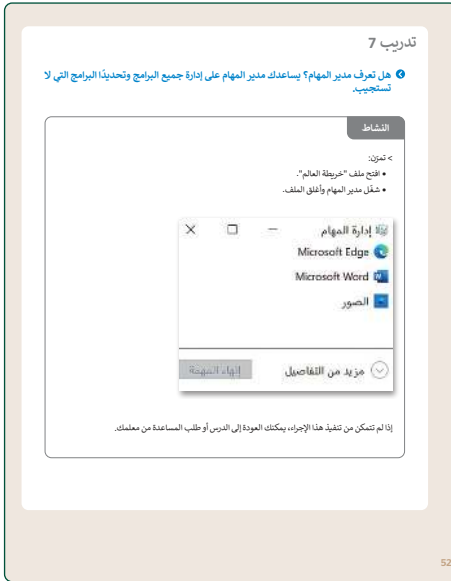 تدريب 7
هل تعرف مدير المهام؟ يساعدك مدير المهام على إدارة جميع البرامج وتحديدًا البرامج التي لا
تستجيب.
النشاط
> تمرّن:
• افتح ملف "خريطة العالم".
• شغّل مدير المهام وأغلق الملف.
إدارة المهام
Microsoft Edge
Microsoft Word
الصور
مزيد من التفاصيل
إنهاء المهمة
إذا لم تتمكن من تنفيذ هذا الإجراء، يمكنك العودة إلى الدرس أو طلب المساعدة من معلمك.
52